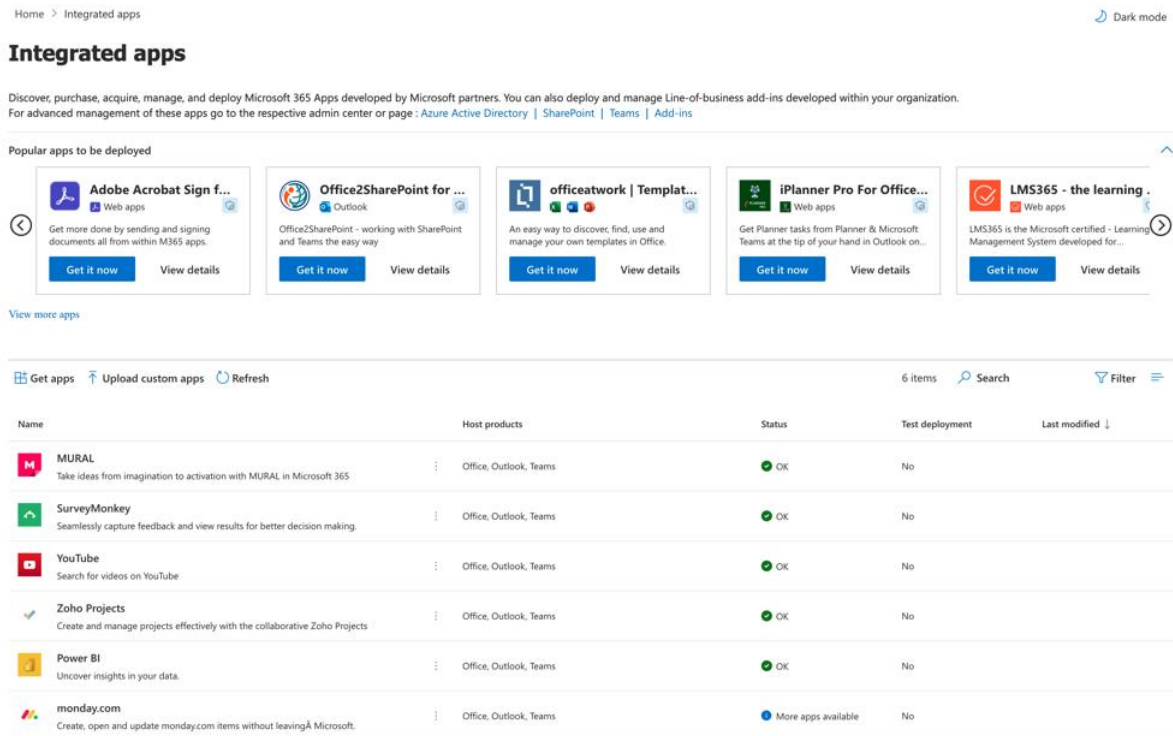 Home > Integrated apps
Dark mode
Integrated apps
Discover, purchase, acquire, manage, and deploy Microsoft 365 Apps developed by Microsoft partners. You can also deploy and manage Line-of-business add-ins developed within your organization.
For advanced management of these apps go to the respective admin center or page : Azure Active Directory | SharePoint | Teams | Add-ins
Popular apps to be deployed
Adobe Acrobat Sign f...
Web apps
Get more done by sending and signing
documents all from within M365 apps.
Get it now View details
Office2SharePoint for ...
Outlook
Office2SharePoint - working with SharePoint
and Teams the easy way
Get it now View details
officeatwork | Templat...
An easy way to discover, find, use and
manage your own templates in Office.
Get it now View details
iPlanner Pro For Office...
Web apps
Get Planner tasks from Planner & Microsoft
Teams at the tip of your hand in Outlook on...
Get it now View details
LMS365 - the learning .
Web apps
LMS365 is the Microsoft certified - Learning
Management System developed for...
Get it now View details
View more apps
Get apps Upload custom apps Refresh 6 items Search Filter
Name Host products Status Test deployment Last modified ↓
MURAL
Take ideas from imagination to activation with MURAL in Microsoft 365
Office, Outlook, Teams OK No
SurveyMonkey
Seamlessly capture feedback and view results for better decision making.
Office, Outlook, Teams OK No
YouTube
Search for videos on YouTube
Office, Outlook, Teams OK No
Zoho Projects
Create and manage projects effectively with the collaborative Zoho Projects
Office, Outlook, Teams OK No
Power BI
Uncover insights in your data.
Office, Outlook, Teams OK No
monday.com
Create, open and update monday.com items without leavingÂ Microsoft.
Office, Outlook, Teams More apps available No